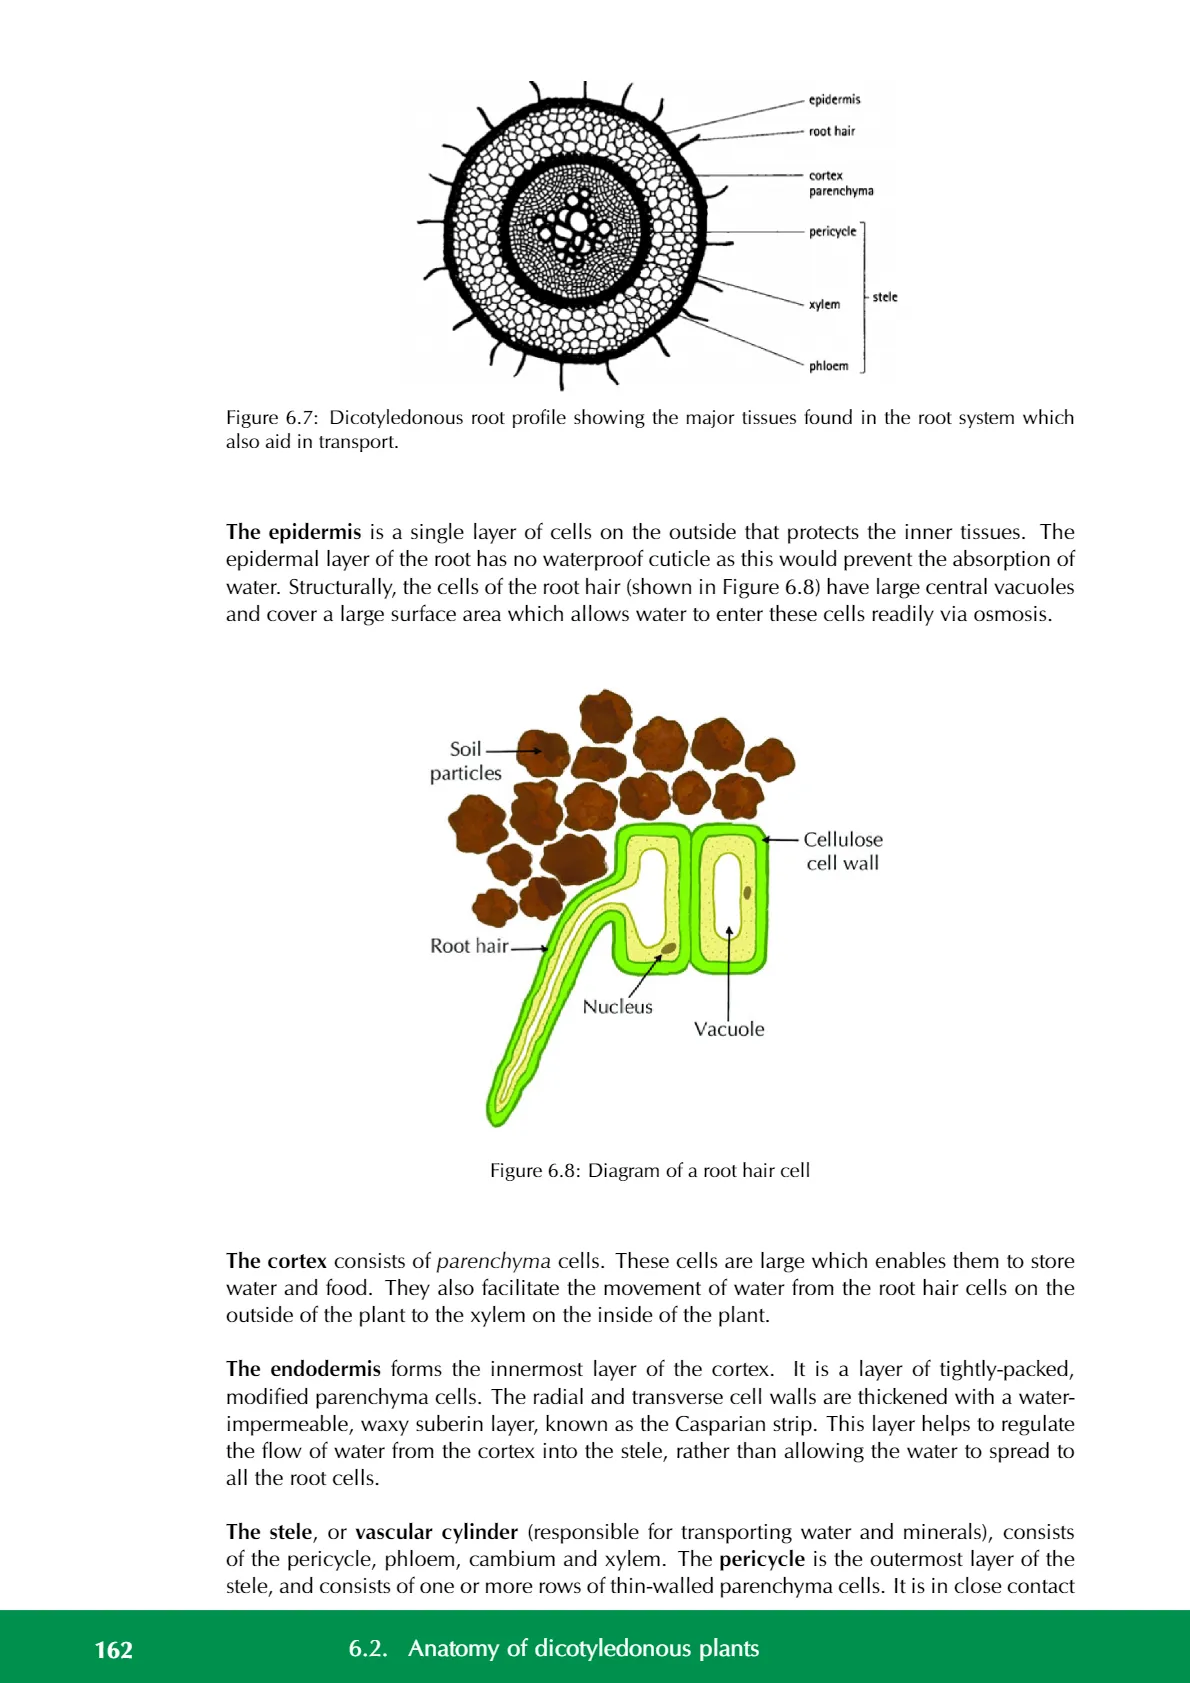 epidermis
root hair
cortex
parenchyma
pericycle
stele
xylem
phloem
Figure 6.7: Dicotyledonous root profile showing the major tissues found in the root system which
also aid in transport.
The epidermis is a single layer of cells on the outside that protects the inner tissues. The
epidermal layer of the root has no waterproof cuticle as this would prevent the absorption of
water. Structurally, the cells of the root hair (shown in Figure 6.8) have large central vacuoles
and cover a large surface area which allows water to enter these cells readily via osmosis.
Soil
particles
Cellulose
cell wall
Root hair
Nucleus
Vacuole
Figure 6.8: Diagram of a root hair cell
The cortex consists of parenchyma cells. These cells are large which enables them to store
water and food. They also facilitate the movement of water from the root hair cells on the
outside of the plant to the xylem on the inside of the plant.
The endodermis forms the innermost layer of the cortex. It is a layer of tightly-packed,
modified parenchyma cells. The radial and transverse cell walls are thickened with a water-
impermeable, waxy suberin layer, known as the Casparian strip. This layer helps to regulate
the flow of water from the cortex into the stele, rather than allowing the water to spread to
all the root cells.
The stele, or vascular cylinder (responsible for transporting water and minerals), consists
of the pericycle, phloem, cambium and xylem. The pericycle is the outermost layer of the
stele, and consists of one or more rows of thin-walled parenchyma cells. It is in close contact
162 6.2. Anatomy of dicotyledonous plants